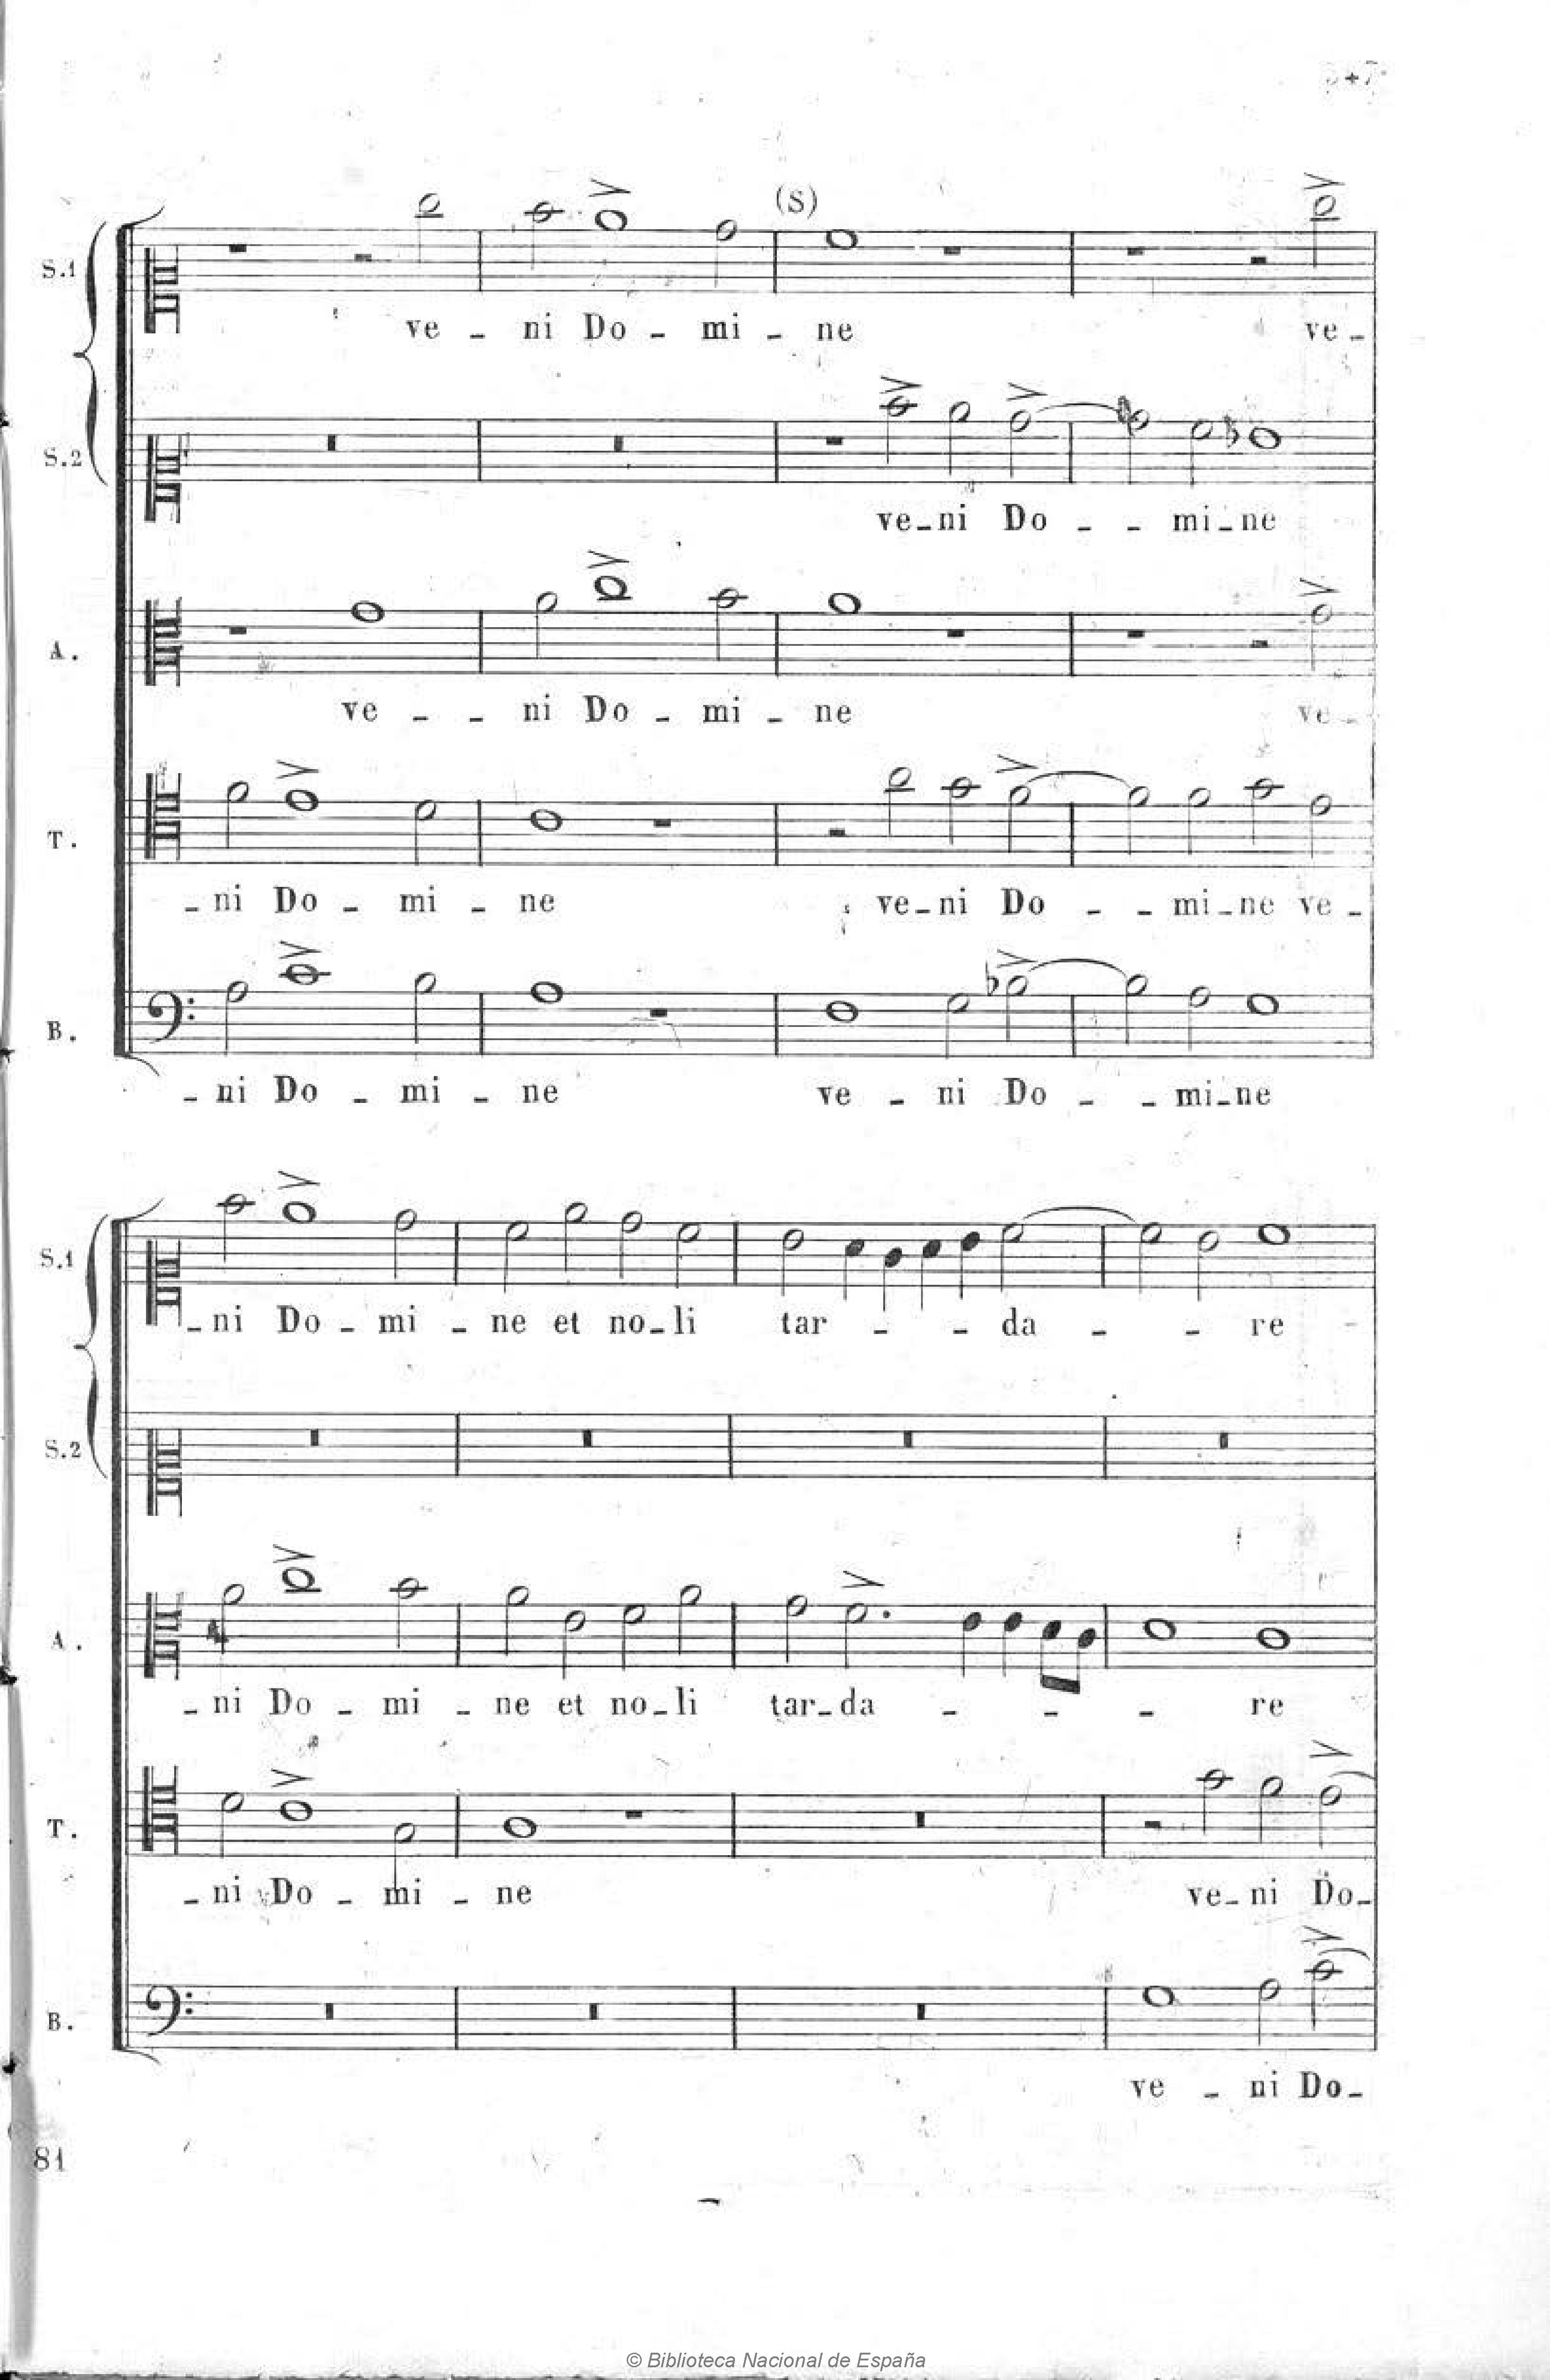 (S)
S.1
ve - ni Do - mi - ne ve -
S.2
ve - ni Do - - mi - ne
A.
ve - - ni Do - mi - ne ve -
T.
- ni Do - mi - ne ve - ni Do - - mi - ne ve -
B.
- ni Do - mi - ne ve - ni Do - - mi - ne
S.1
- ni Do - mi - ne et no - li tar - - da - - re
S.2
A.
- ni Do - mi - ne et no - li tar - da - - - re
T.
- ni Do - mi - ne ve - ni Do -
B.
ve - ni Do -
81
© Biblioteca Nacional de España